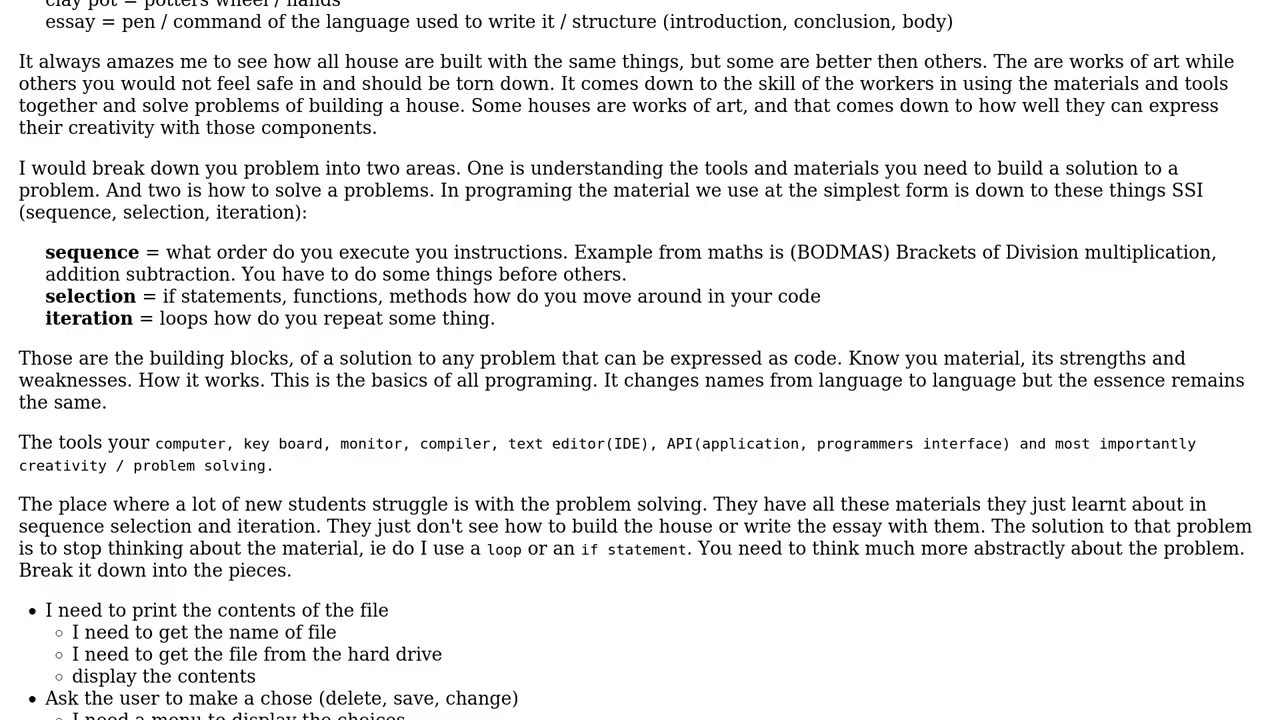 clay pot = potters wheel / hands
essay = pen / command of the language used to write it / structure (introduction, conclusion, body)
It always amazes me to see how all house are built with the same things, but some are better then others. The are works of art while
others you would not feel safe in and should be torn down. It comes down to the skill of the workers in using the materials and tools
together and solve problems of building a house. Some houses are works of art, and that comes down to how well they can express
their creativity with those components.
I would break down you problem into two areas. One is understanding the tools and materials you need to build a solution to a
problem. And two is how to solve a problems. In programing the material we use at the simplest form is down to these things SSI
(sequence, selection, iteration):
sequence = what order do you execute you instructions. Example from maths is (BODMAS) Brackets of Division multiplication,
addition subtraction. You have to do some things before others.
selection = if statements, functions, methods how do you move around in your code
iteration = loops how do you repeat some thing.
Those are the building blocks, of a solution to any problem that can be expressed as code. Know you material, its strengths and
weaknesses. How it works. This is the basics of all programing. It changes names from language to language but the essence remains
the same.
The tools your computer, key board, monitor, compiler, text editor(IDE), API(application, programmers interface) and most importantly
creativity / problem solving.
The place where a lot of new students struggle is with the problem solving. They have all these materials they just learnt about in
sequence selection and iteration. They just don't see how to build the house or write the essay with them. The solution to that problem
is to stop thinking about the material, ie do I use a loop or an if statement. You need to think much more abstractly about the problem.
Break it down into the pieces.
• I need to print the contents of the file
◦ I need to get the name of file
◦ I need to get the file from the hard drive
◦ display the contents
• Ask the user to make a chose (delete, save, change)
◦ I need a menu to display the choices